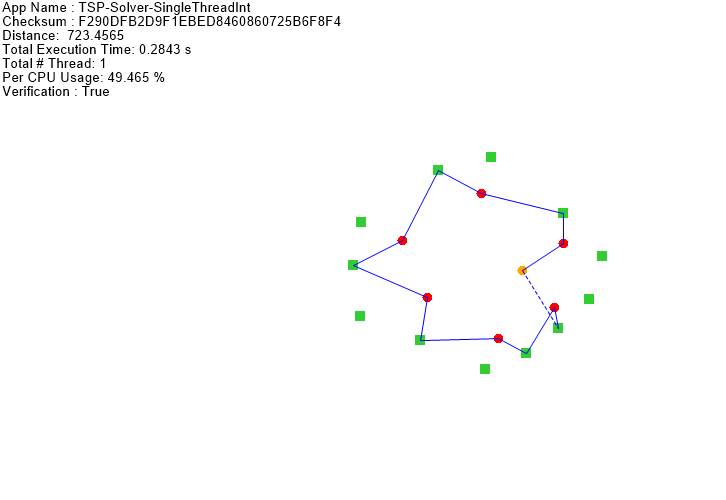 App Name : TSP-Solver-SingleThreadInt
Checksum : F290DFB2D9F1EBED8460860725B6F8F4
Distance:  723.4565
Total Execution Time: 0.2843 s
Total # Thread: 1
Per CPU Usage: 49.465 %
Verification : True